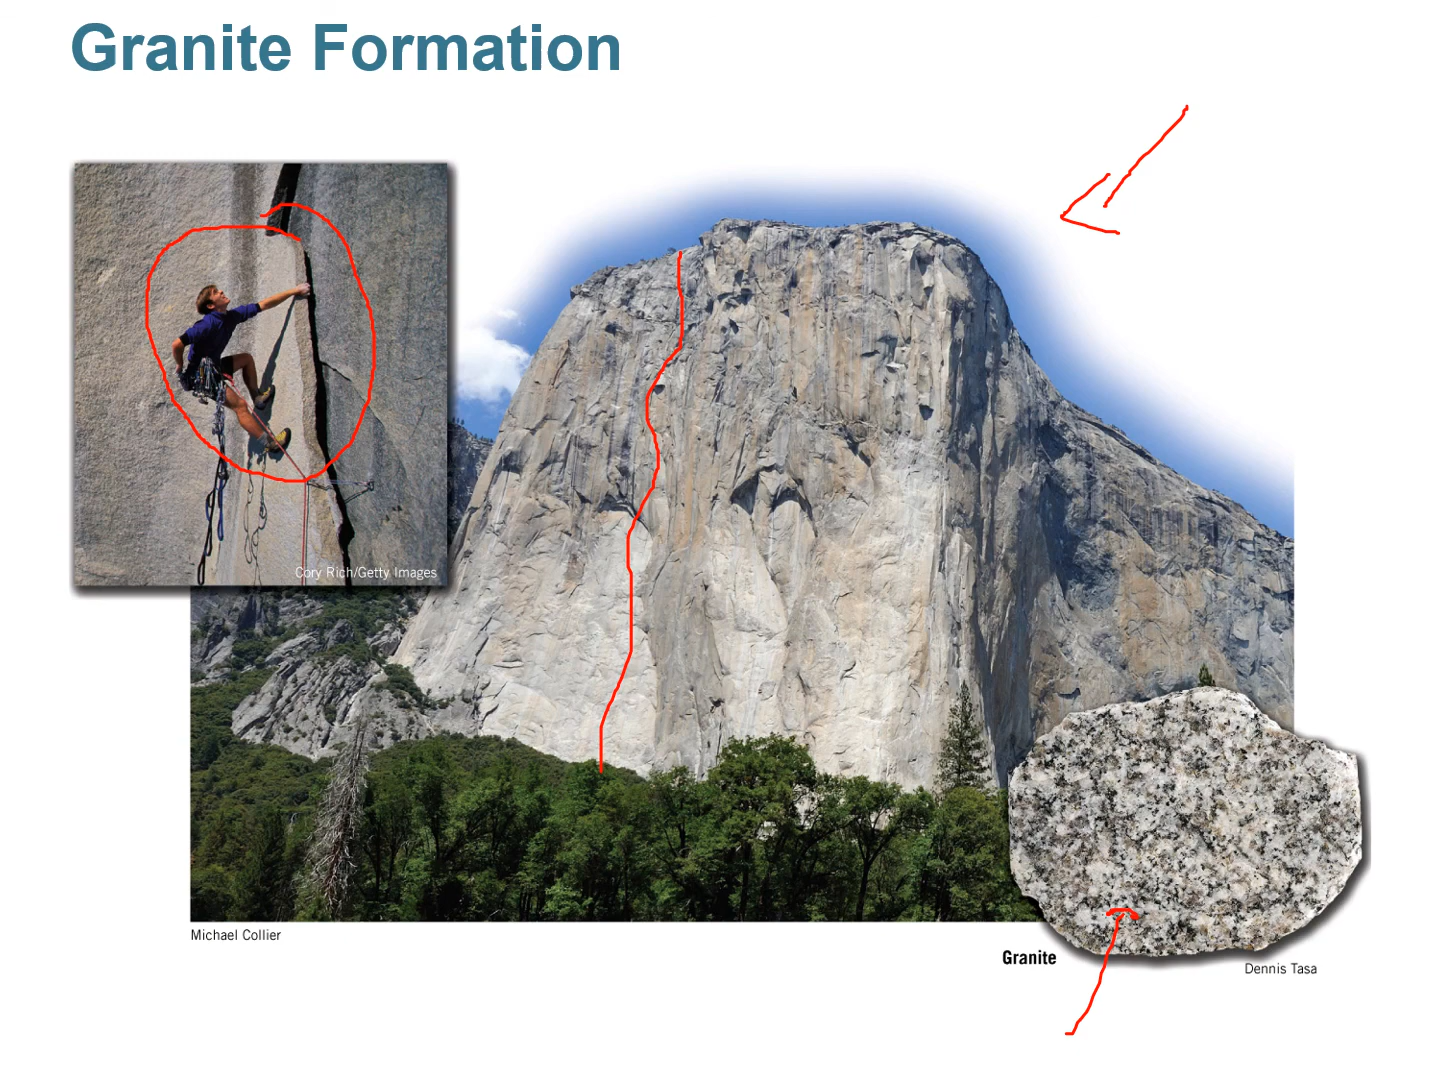 Granite Formation
Cory Rich/Getty Images
Michael Collier
Granite
Dennis Tasa